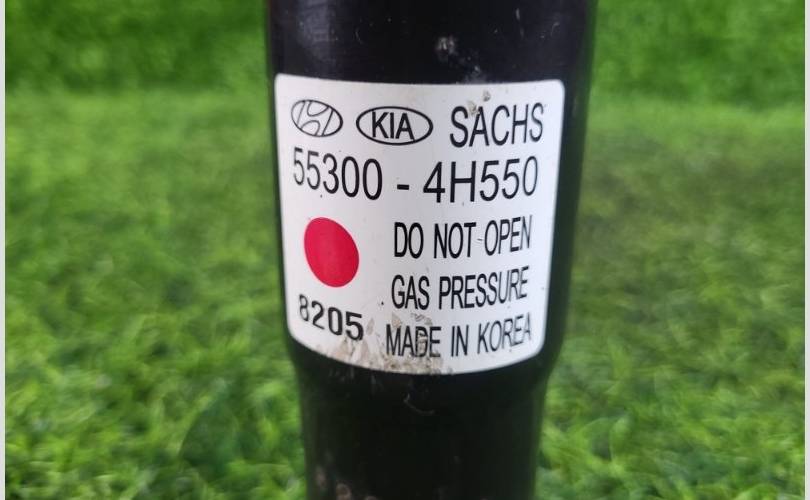 KIA SACHS
55300 - 4H550
DO NOT OPEN
GAS PRESSURE
8205 MADE IN KOREA